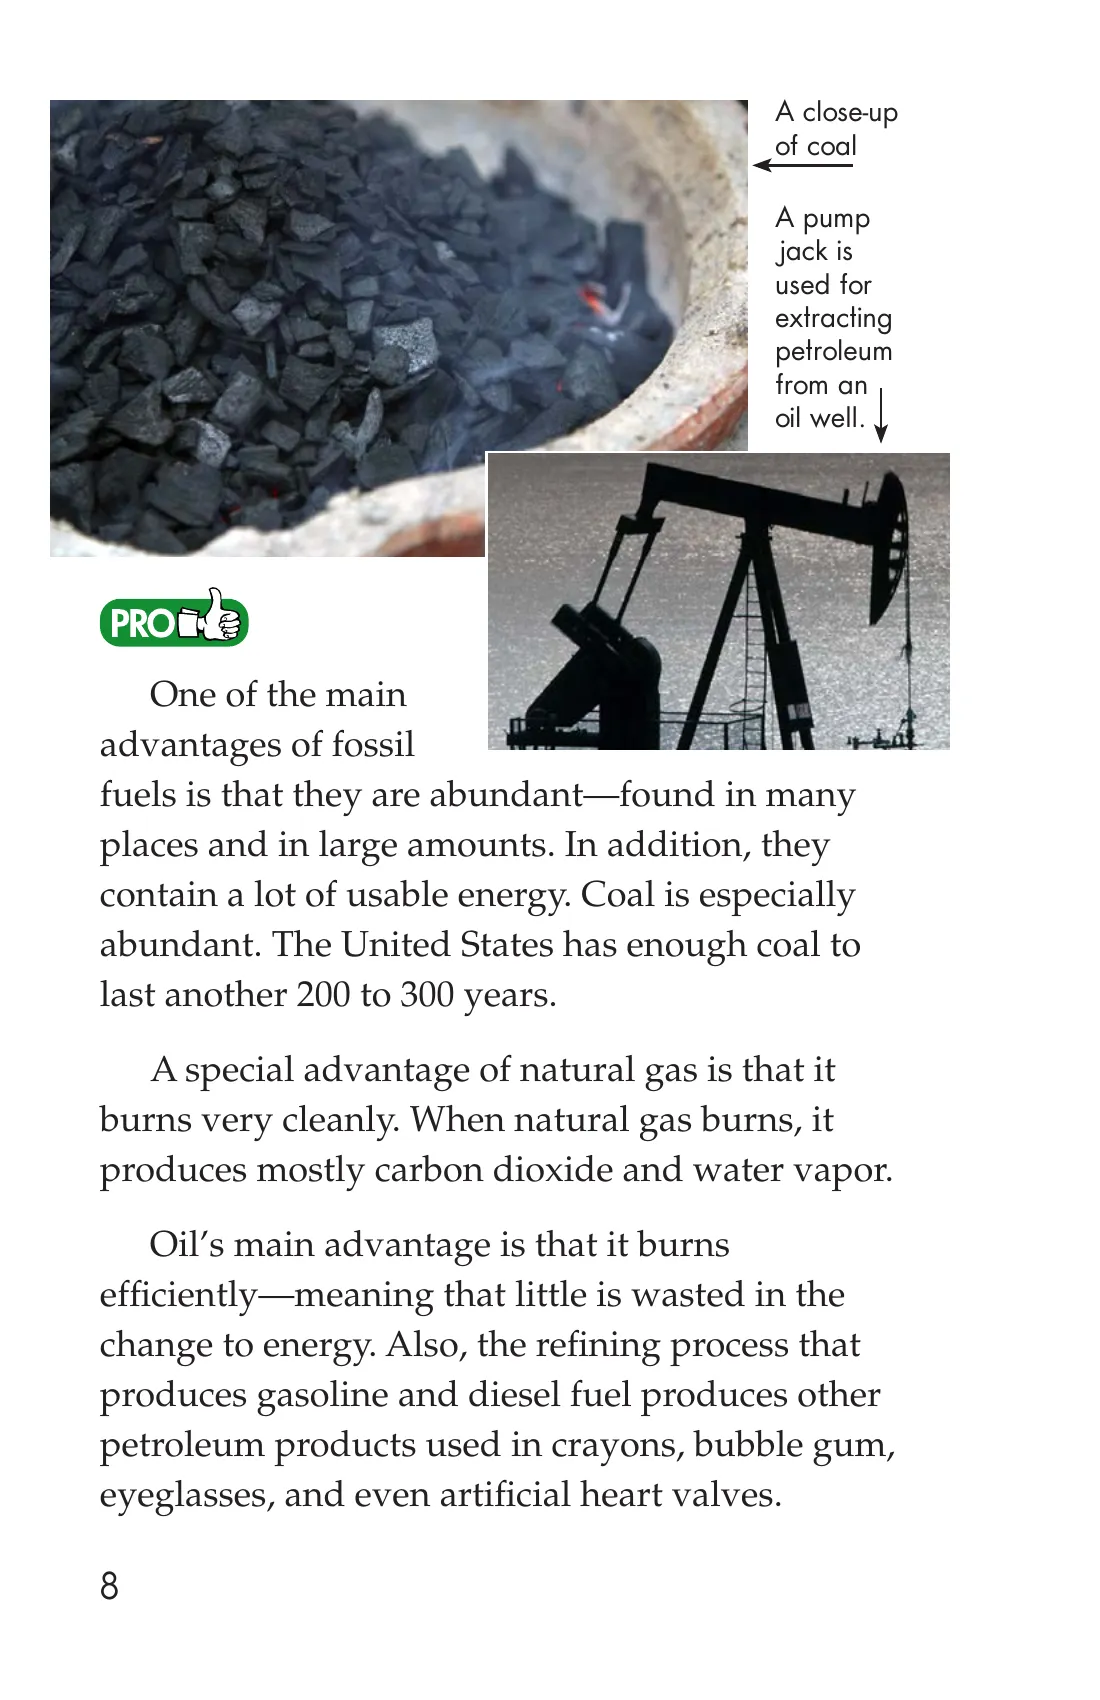 A close-up
of coal
A pump
jack is
used for
extracting
petroleum
from an
oil well.
PRO
One of the main
advantages of fossil
fuels is that they are abundant—found in many
places and in large amounts. In addition, they
contain a lot of usable energy. Coal is especially
abundant. The United States has enough coal to
last another 200 to 300 years.
A special advantage of natural gas is that it
burns very cleanly. When natural gas burns, it
produces mostly carbon dioxide and water vapor.
Oil’s main advantage is that it burns
efficiently—meaning that little is wasted in the
change to energy. Also, the refining process that
produces gasoline and diesel fuel produces other
petroleum products used in crayons, bubble gum,
eyeglasses, and even artificial heart valves.
8